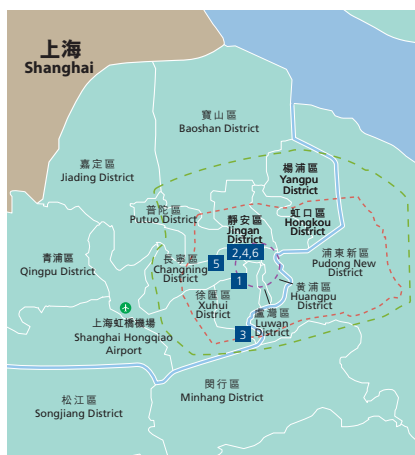 上海
Shanghai
寶山區
Baoshan District
嘉定區
Jiading District
楊浦區
Yangpu
District
普陀區
Putuo District
靜安區
Jingan
District
虹口區
Hongkou
District
2,4,6
青浦區
Qingpu District
長寧區
Changning
District
5
浦東新區
Pudong New
District
1
黄浦區
Huangpu
District
徐匯區
Xuhui
District
盧灣區
Luwan
District
上海虹橋機場
Shanghai Hongqiao
Airport
3
閔行區
Minhang District
松江區
Songjiang District